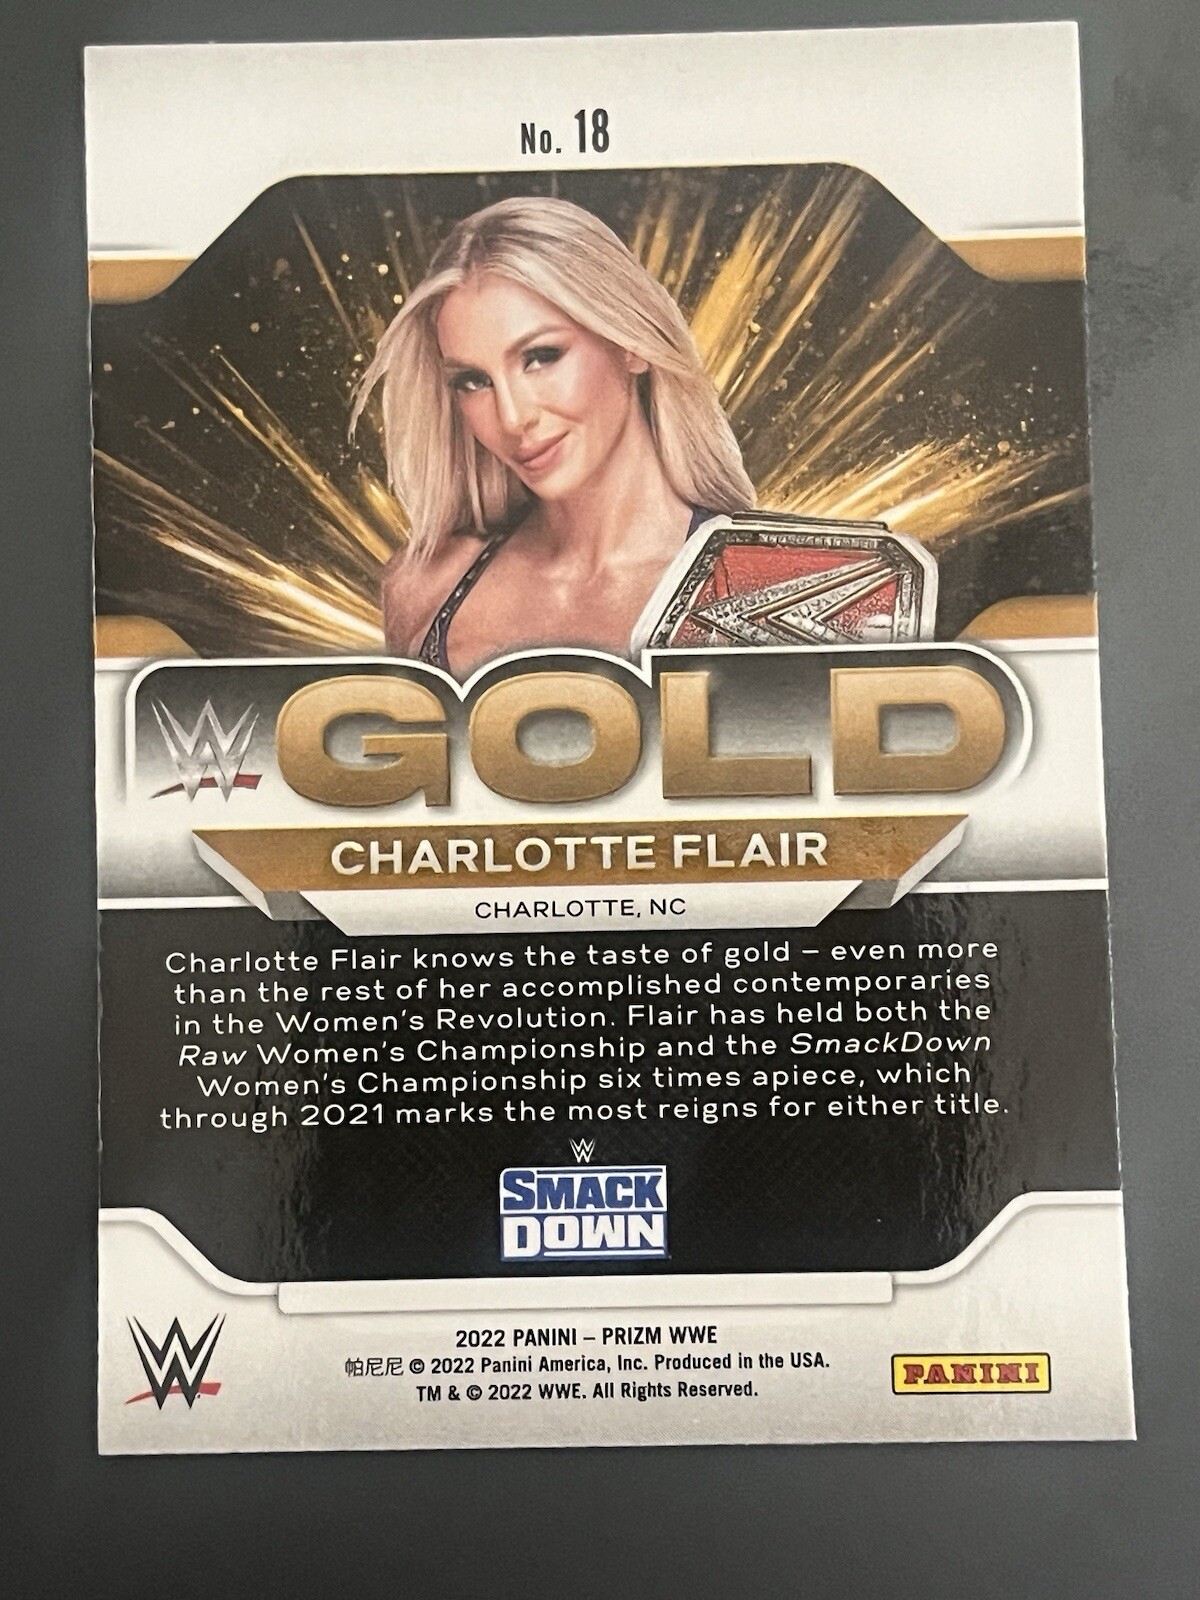 No. 18
W GOLD
CHARLOTTE FLAIR
CHARLOTTE, NC
Charlotte Flair knows the taste of gold – even more
than the rest of her accomplished contemporaries
in the Women's Revolution. Flair has held both the
Raw Women's Championship and the SmackDown
Women's Championship six times apiece, which
through 2021 marks the most reigns for either title.
W
SMACK
DOWN
W
2022 PANINI – PRIZM WWE
帕尼尼 © 2022 Panini America, Inc. Produced in the USA.
TM & © 2022 WWE. All Rights Reserved.
PANINI